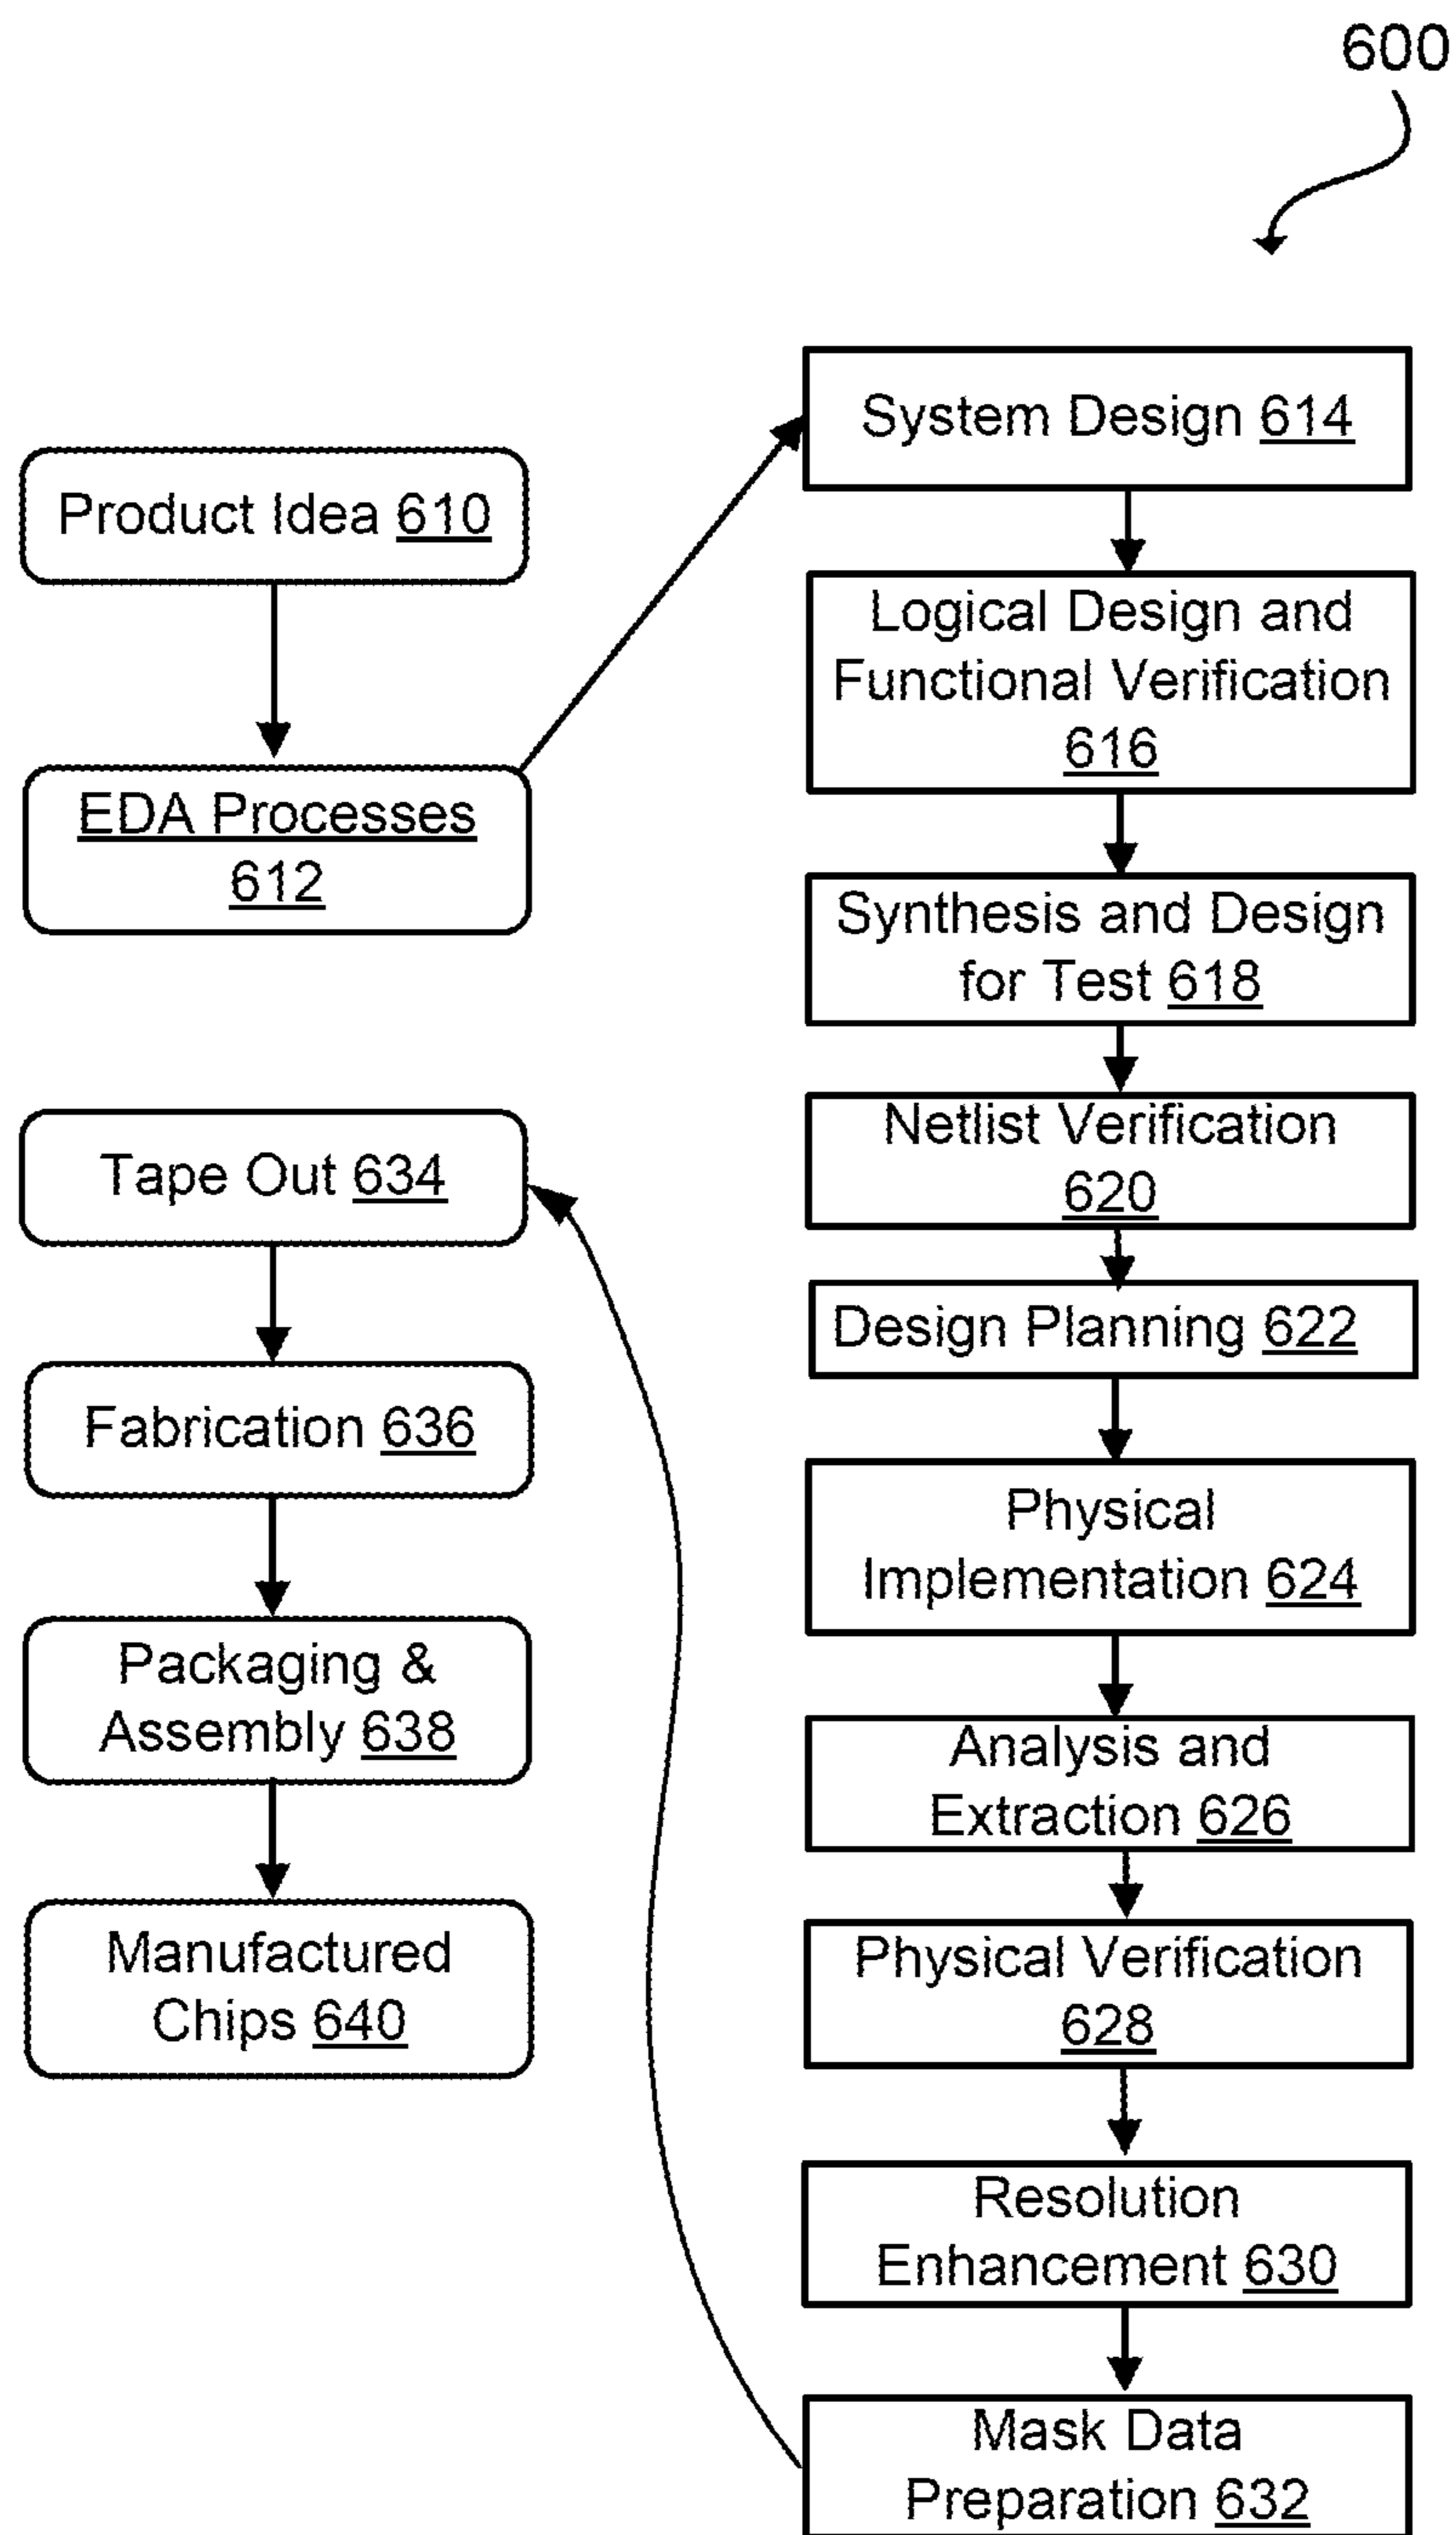 600
Product Idea 610
EDA Processes
612
System Design 614
Logical Design and
Functional Verification
616
Synthesis and Design
for Test 618
Netlist Verification
620
Design Planning 622
Physical
Implementation 624
Analysis and
Extraction 626
Physical Verification
628
Resolution
Enhancement 630
Mask Data
Preparation 632
Tape Out 634
Fabrication 636
Packaging &
Assembly 638
Manufactured
Chips 640